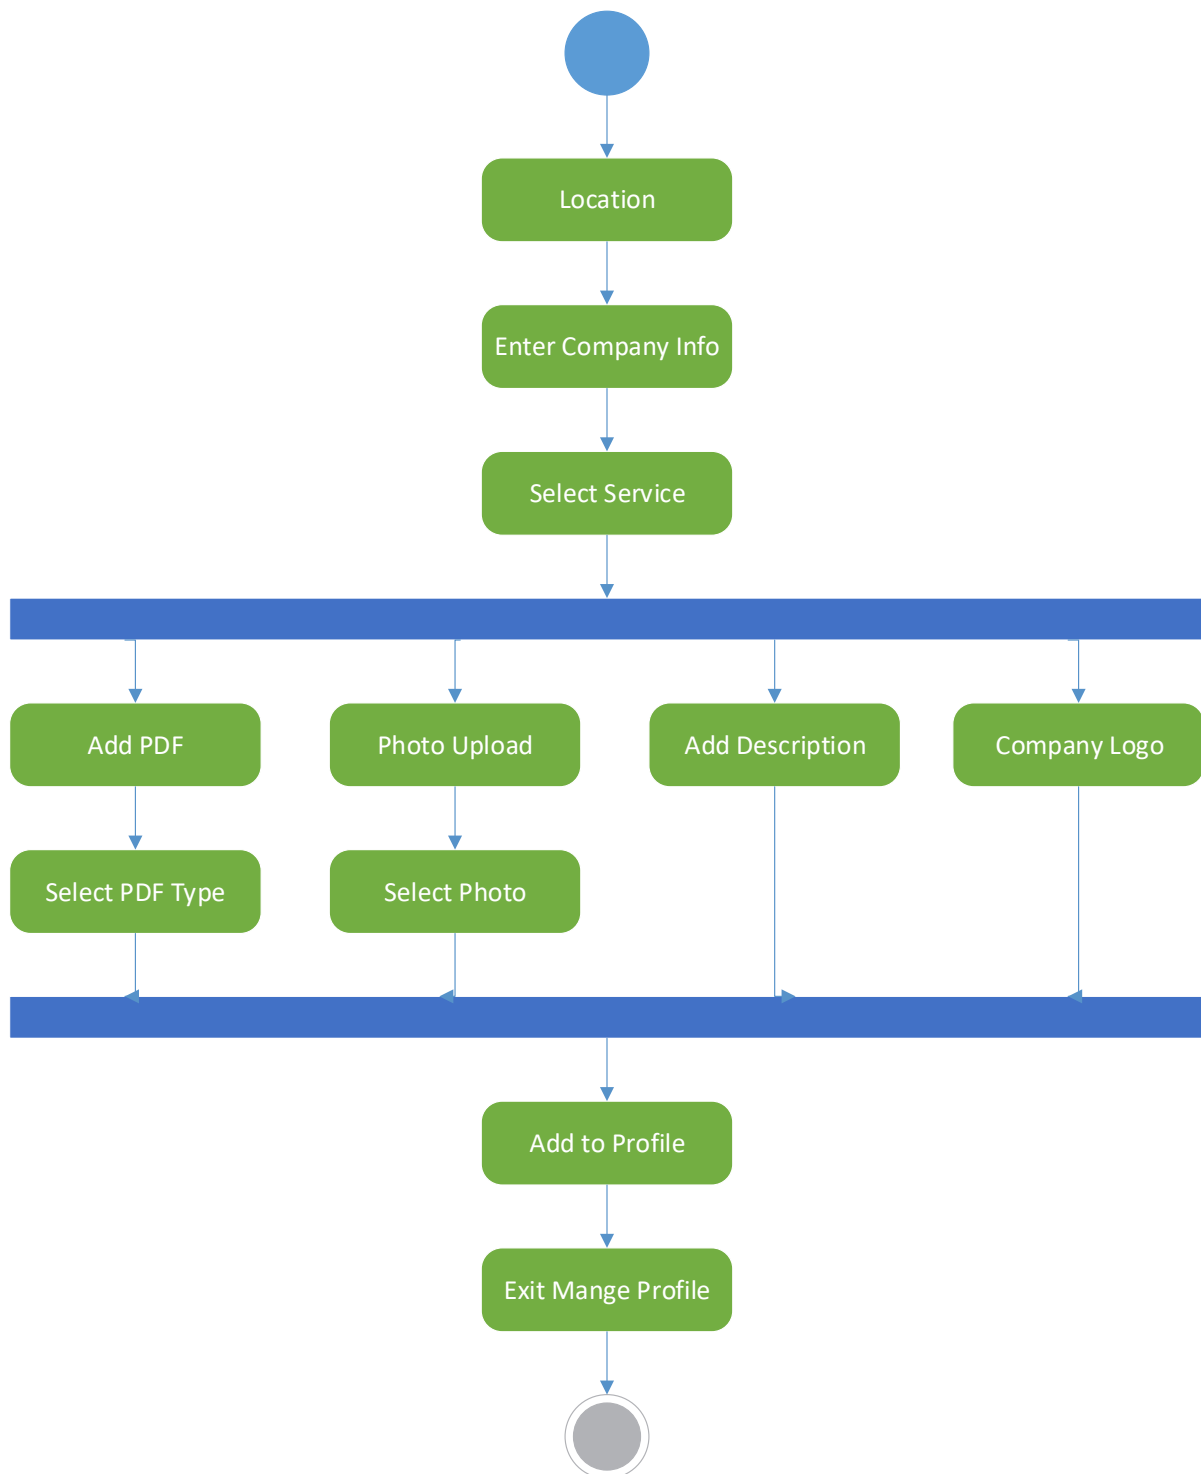 Location
Enter Company Info
Select Service
Add PDF
Photo Upload
Add Description
Company Logo
Select PDF Type
Select Photo
Add to Profile
Exit Mange Profile